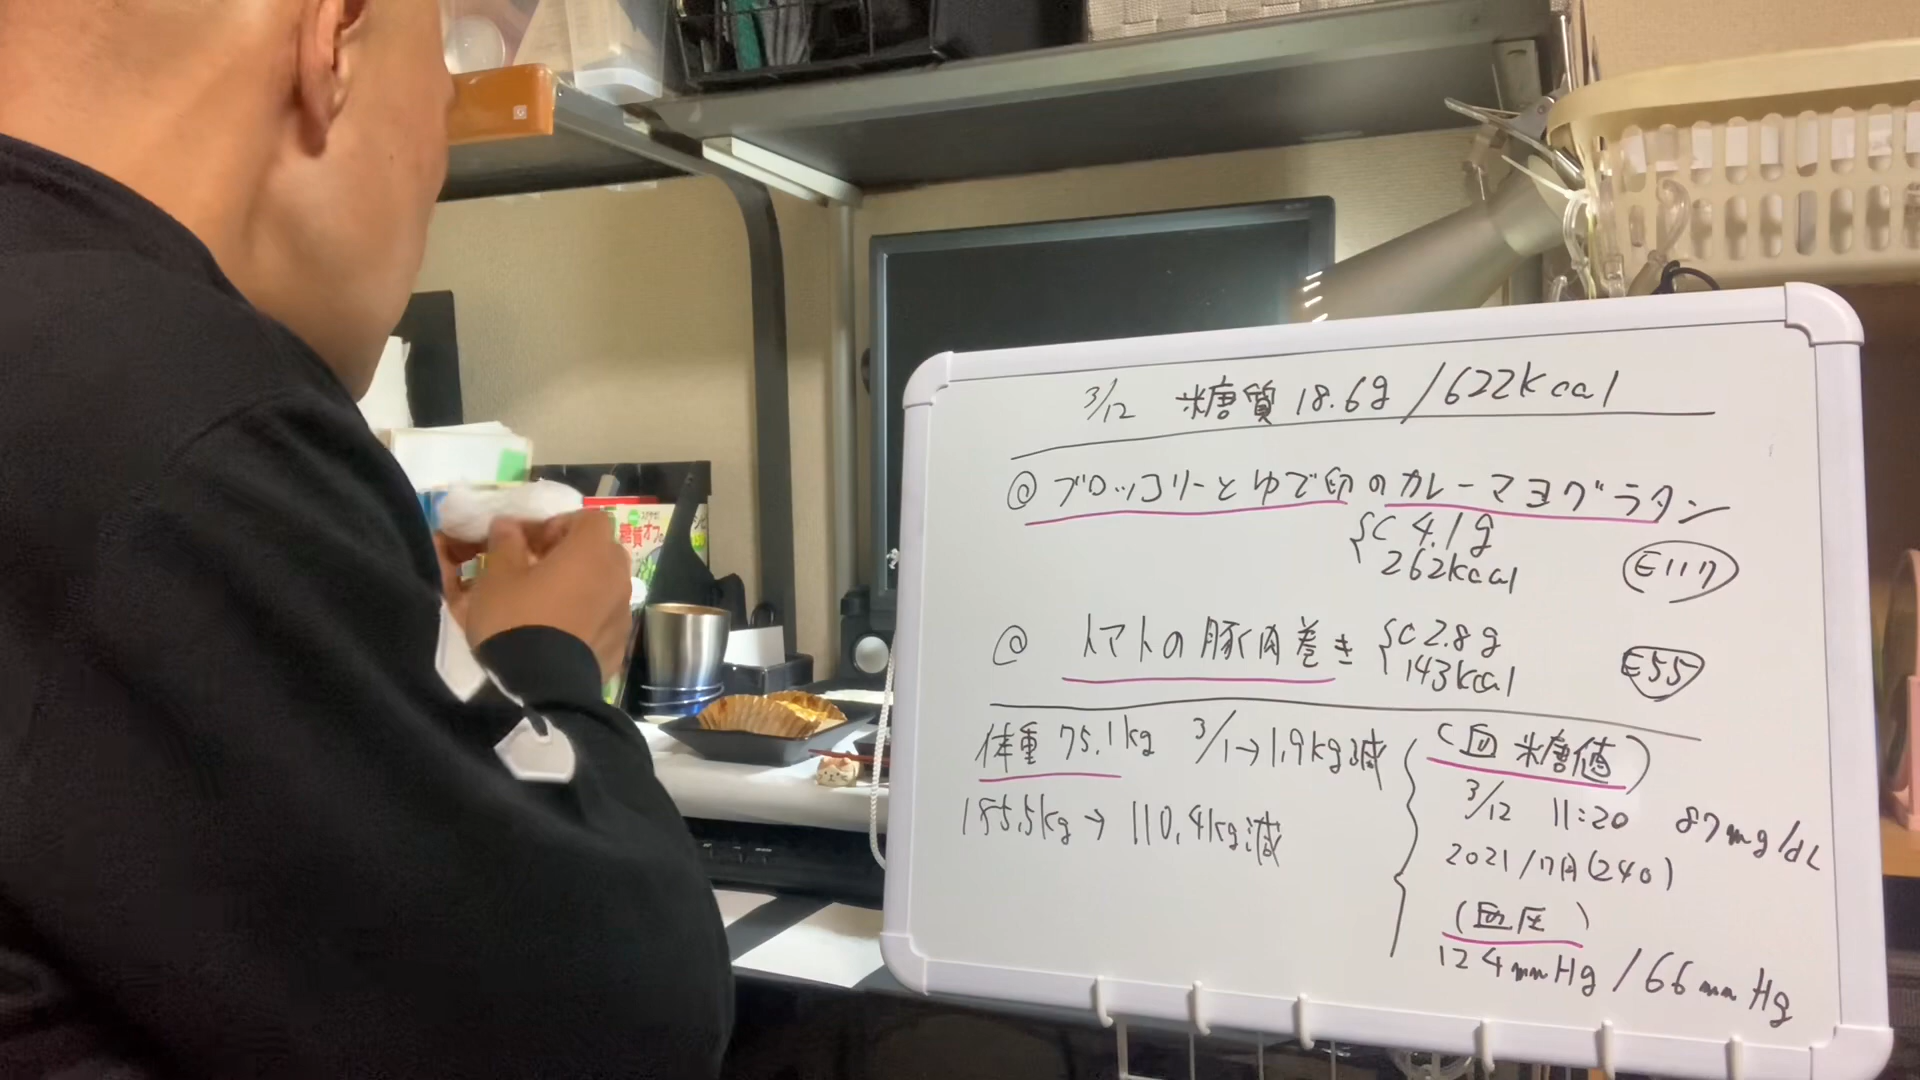 3/12 糖質 18.6g / 622kcal
@ ブロッコリーとゆで卵のカレーマヨグラタン
C 4.1g
262kcal
E117
@ トマトの豚肉巻き
C 2.8g
143kcal
E55
体重 75.1kg 3/1→1.9kg減
185.5kg→110.4kg減
(血糖値)
3/12 11:20 87mg/dL
2021/7月(240)
(血圧)
124mmHg/66mmHg
糖質オフ